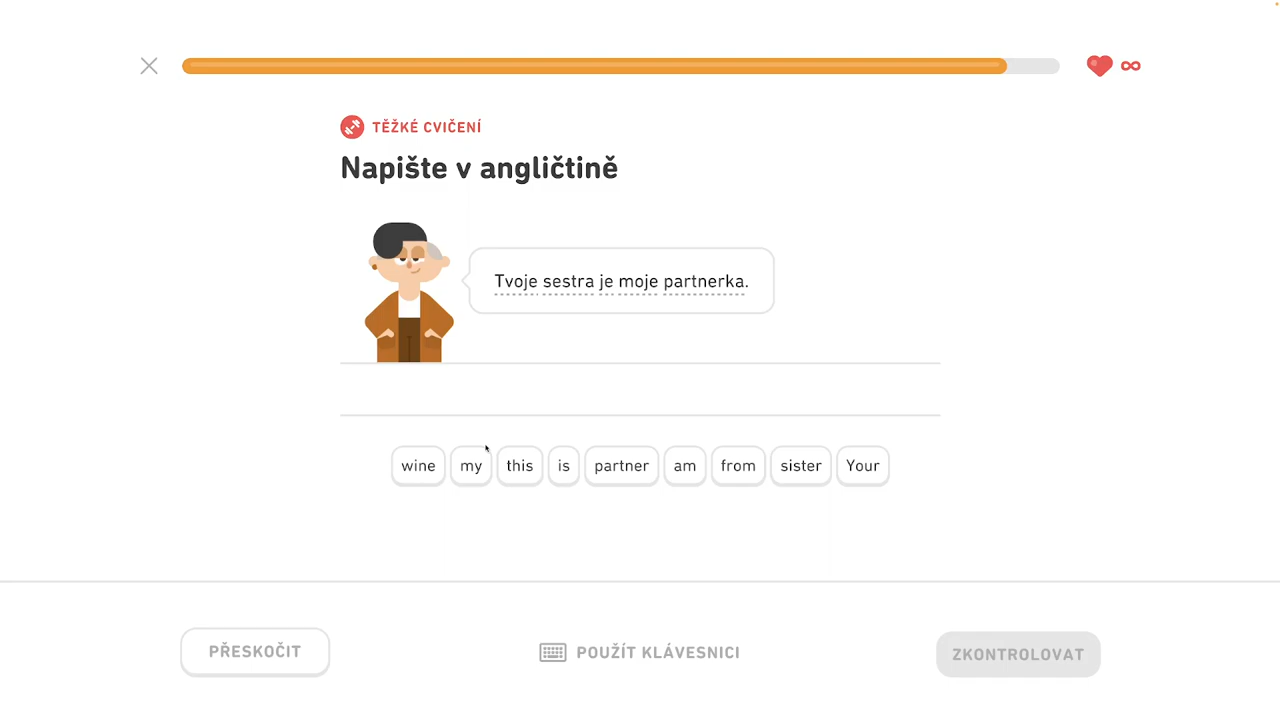 TĚŽKÉ CVIČENÍ
Napište v angličtině
Tvoje sestra je moje partnerka.
wine my this is partner am from sister Your
PŘESKOČIT
POUŽÍT KLÁVESNICI
ZKONTROLOVAT